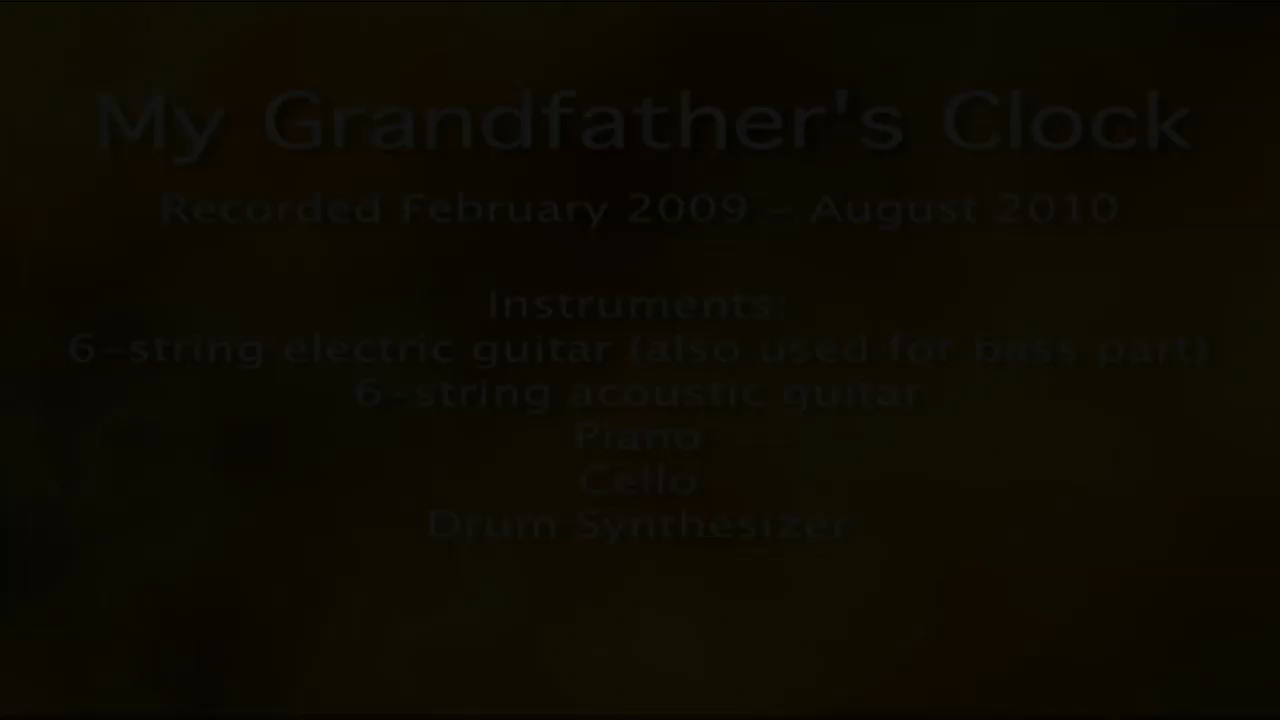 My Grandfather's Clock
Recorded February 2009 – August 2010
Instruments:
6-string electric guitar (also used for bass part)
6-string acoustic guitar
Piano
Cello
Drum Synthesizer